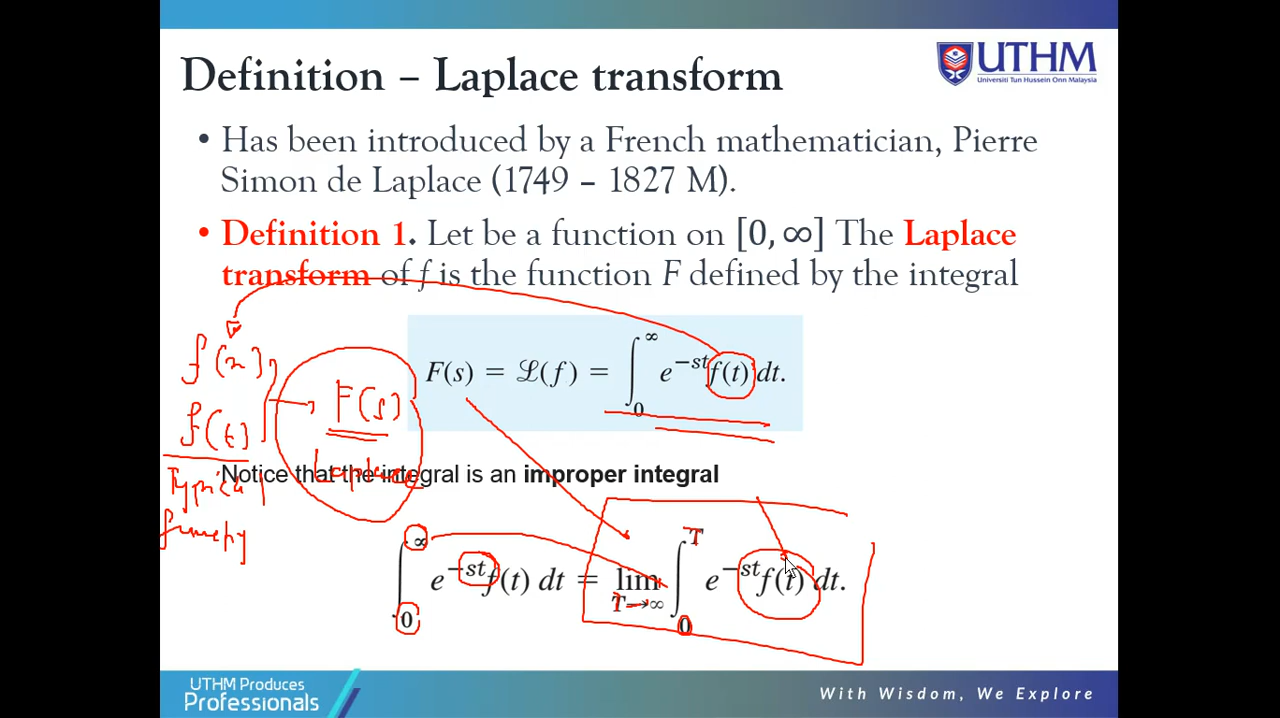 UTHM
Universiti Tun Hussein Onn Malaysia
Definition – Laplace transform
• Has been introduced by a French mathematician, Pierre
Simon de Laplace (1749 – 1827 M).
• Definition 1. Let be a function on [0, ∞] The Laplace
transform of f is the function F defined by the integral
F(s) = ℒ(f) = ∫₀^∞ e^{−st} f(t) dt.
f(x)
f(t)
F(s)
Laplace
Typical
Notice that the integral is an improper integral
∫₀^∞ e^{−st} f(t) dt = lim_{T→∞} ∫₀^T e^{−st} f(t) dt.
UTHM Produces
Professionals
With Wisdom, We Explore